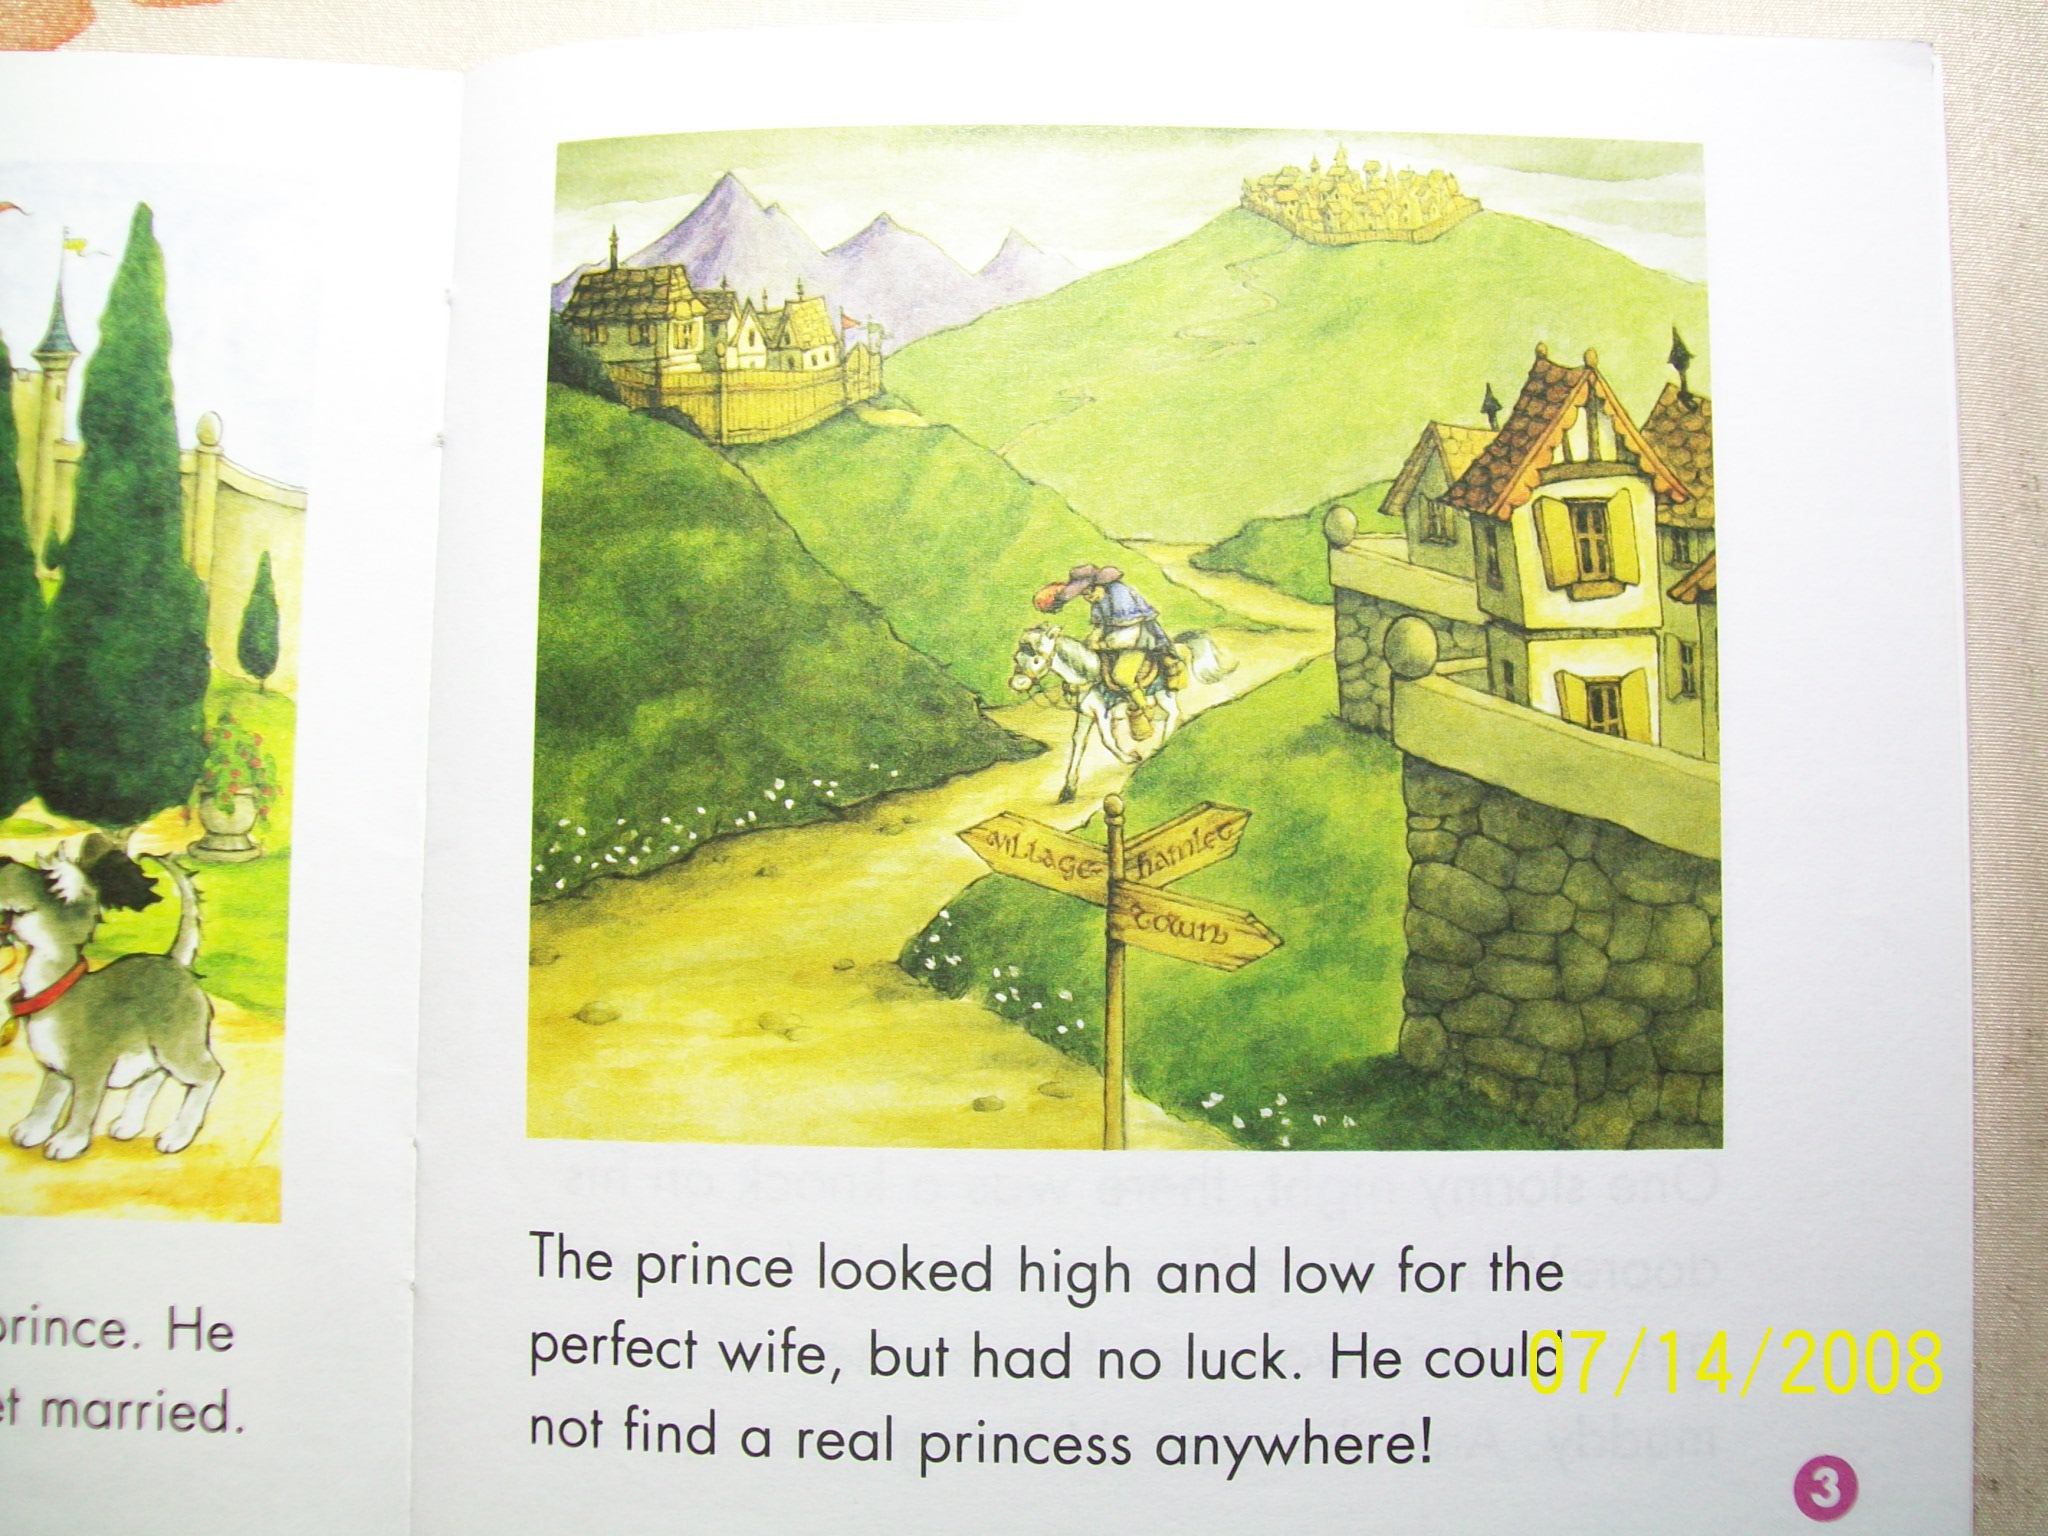 prince. He
married.
village
hamlet
town
The prince looked high and low for the
perfect wife, but had no luck. He could
not find a real princess anywhere!
07/14/2008
3